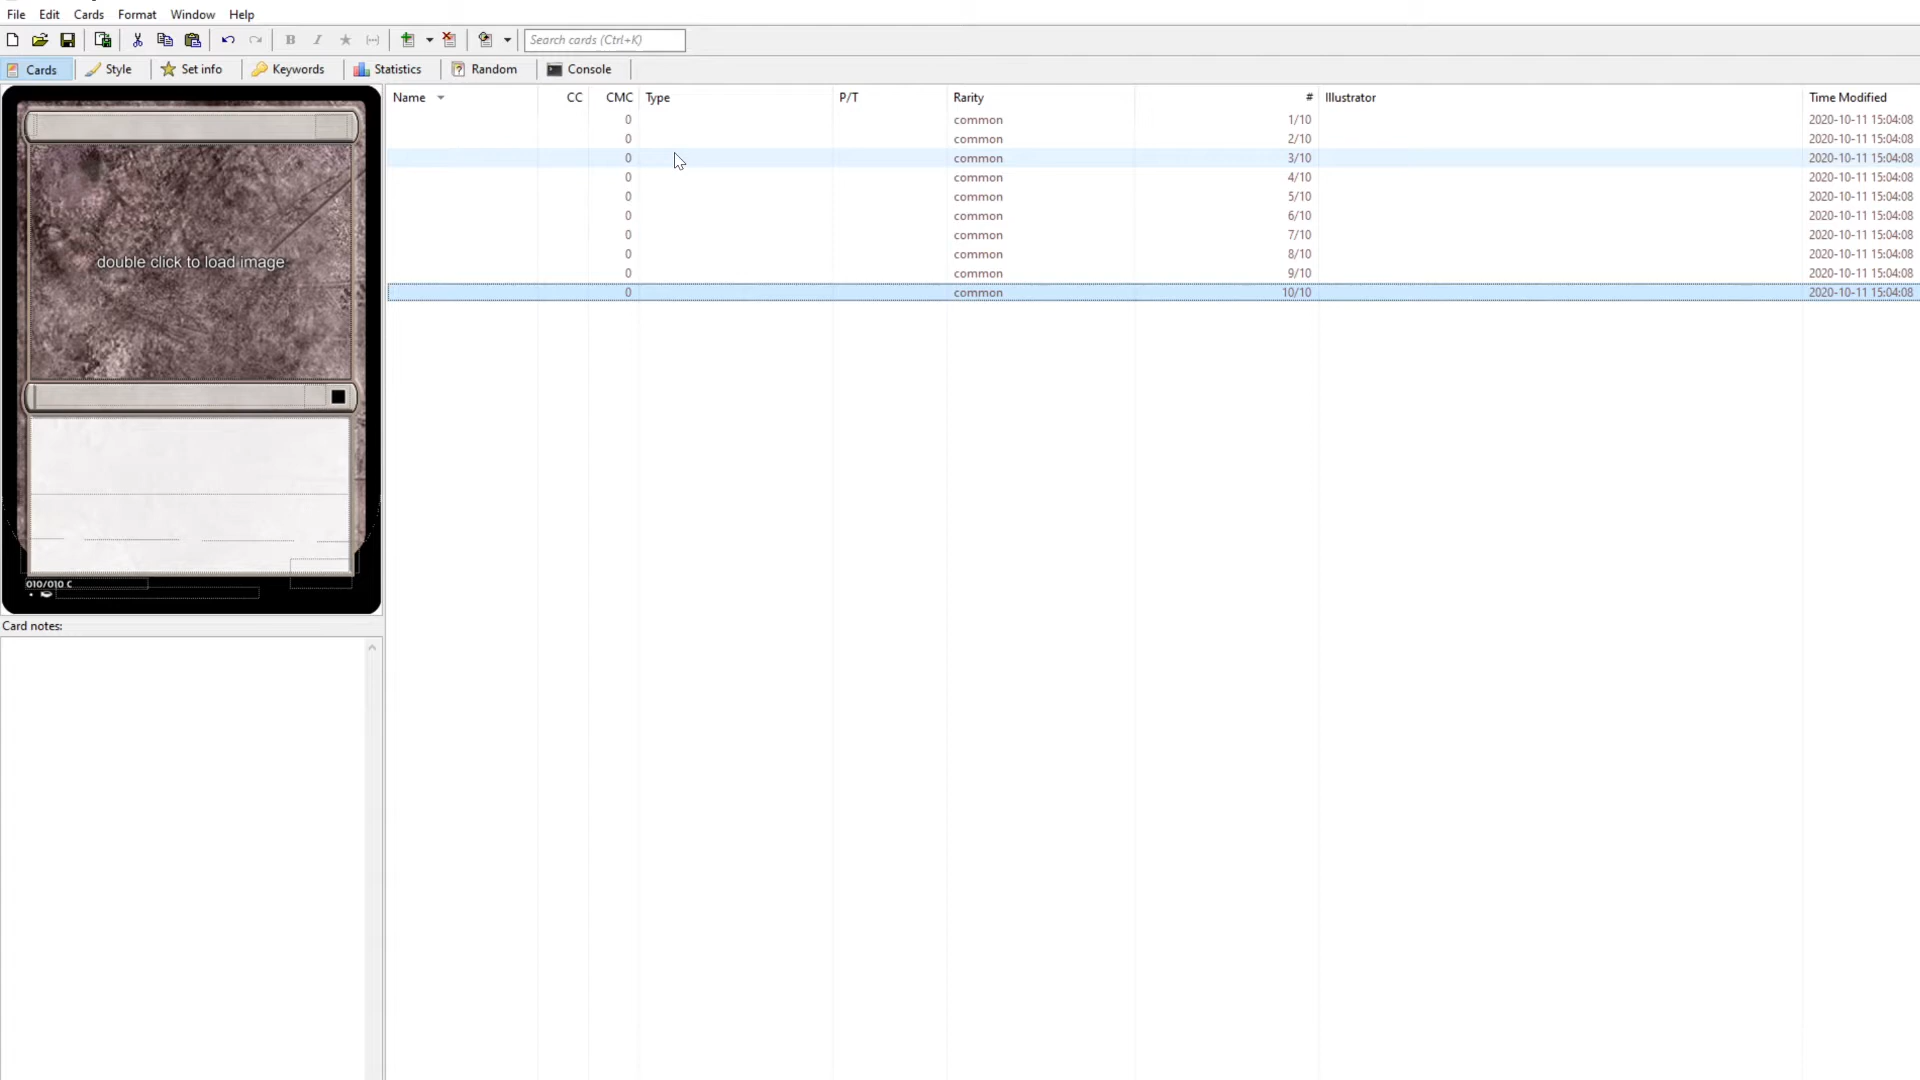 File Edit Cards Format Window Help
B I Search cards (Ctrl+K)
Cards Style Set info Keywords Statistics Random Console
Name CC CMC Type P/T Rarity # Illustrator Time Modified
0 common 1/10 2020-10-11 15:04:08
0 common 2/10 2020-10-11 15:04:08
0 common 3/10 2020-10-11 15:04:08
0 common 4/10 2020-10-11 15:04:08
0 common 5/10 2020-10-11 15:04:08
0 common 6/10 2020-10-11 15:04:08
0 common 7/10 2020-10-11 15:04:08
0 common 8/10 2020-10-11 15:04:08
0 common 9/10 2020-10-11 15:04:08
0 common 10/10 2020-10-11 15:04:08
double click to load image
010/010 C
Card notes: